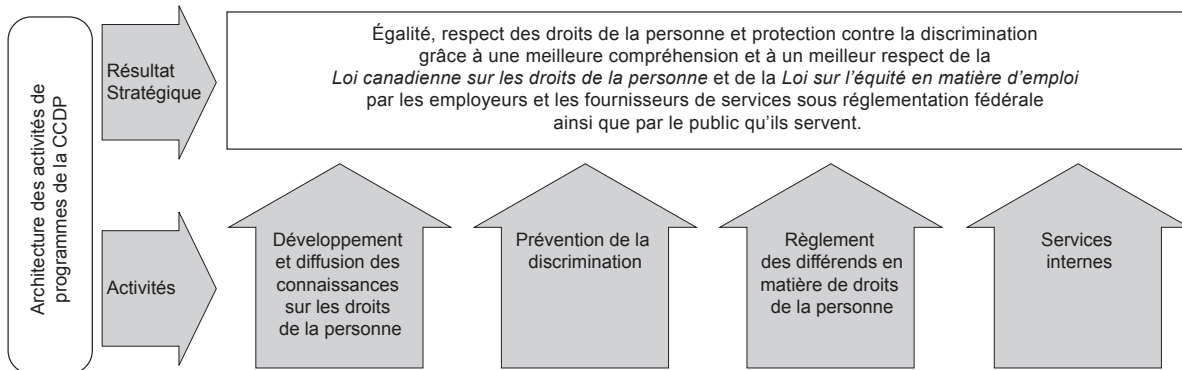 Architecture des activités de
programmes de la CCDP
Résultat
Stratégique
Égalité, respect des droits de la personne et protection contre la discrimination
grâce à une meilleure compréhension et à un meilleur respect de la
Loi canadienne sur les droits de la personne et de la Loi sur l'équité en matière d'emploi
par les employeurs et les fournisseurs de services sous réglementation fédérale
ainsi que par le public qu'ils servent.
Activités
Développement
et diffusion des
connaissances
sur les droits
de la personne
Prévention de la
discrimination
Règlement
des différends en
matière de droits
de la personne
Services
internes